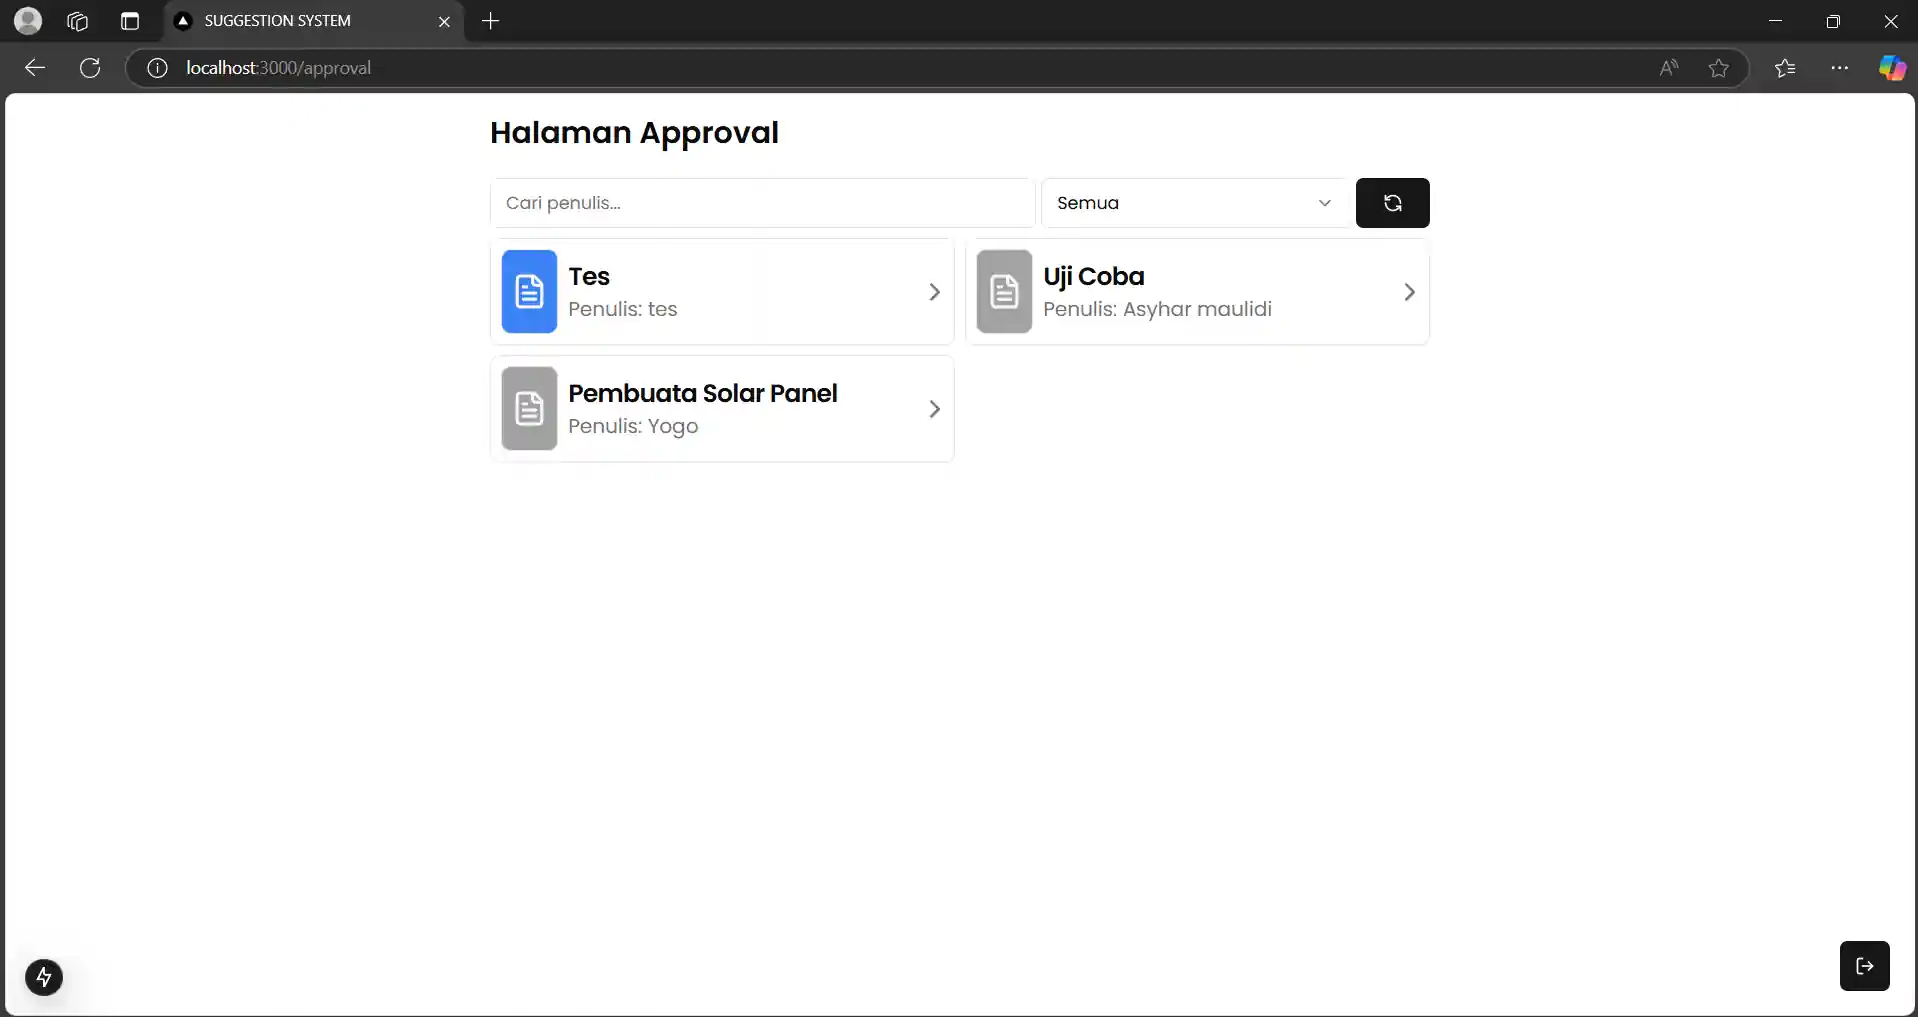 SUGGESTION SYSTEM
localhost:3000/approval
Halaman Approval
Cari penulis...
Semua
Tes
Penulis: tes
Uji Coba
Penulis: Asyhar maulidi
Pembuata Solar Panel
Penulis: Yogo